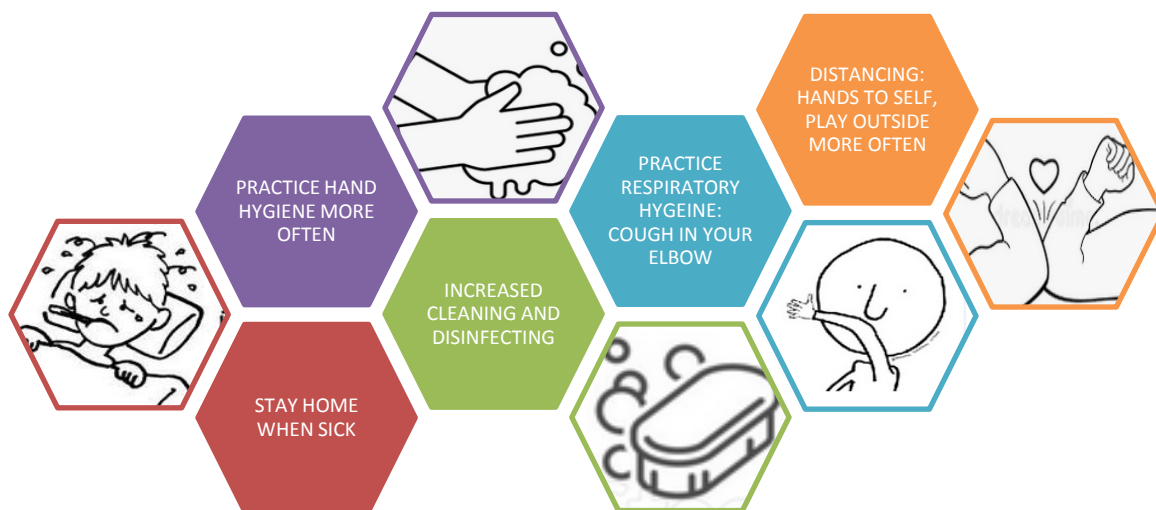 STAY HOME
WHEN SICK
PRACTICE HAND
HYGIENE MORE
OFTEN
INCREASED
CLEANING AND
DISINFECTING
PRACTICE
RESPIRATORY
HYGEINE:
COUGH IN YOUR
ELBOW
DISTANCING:
HANDS TO SELF,
PLAY OUTSIDE
MORE OFTEN